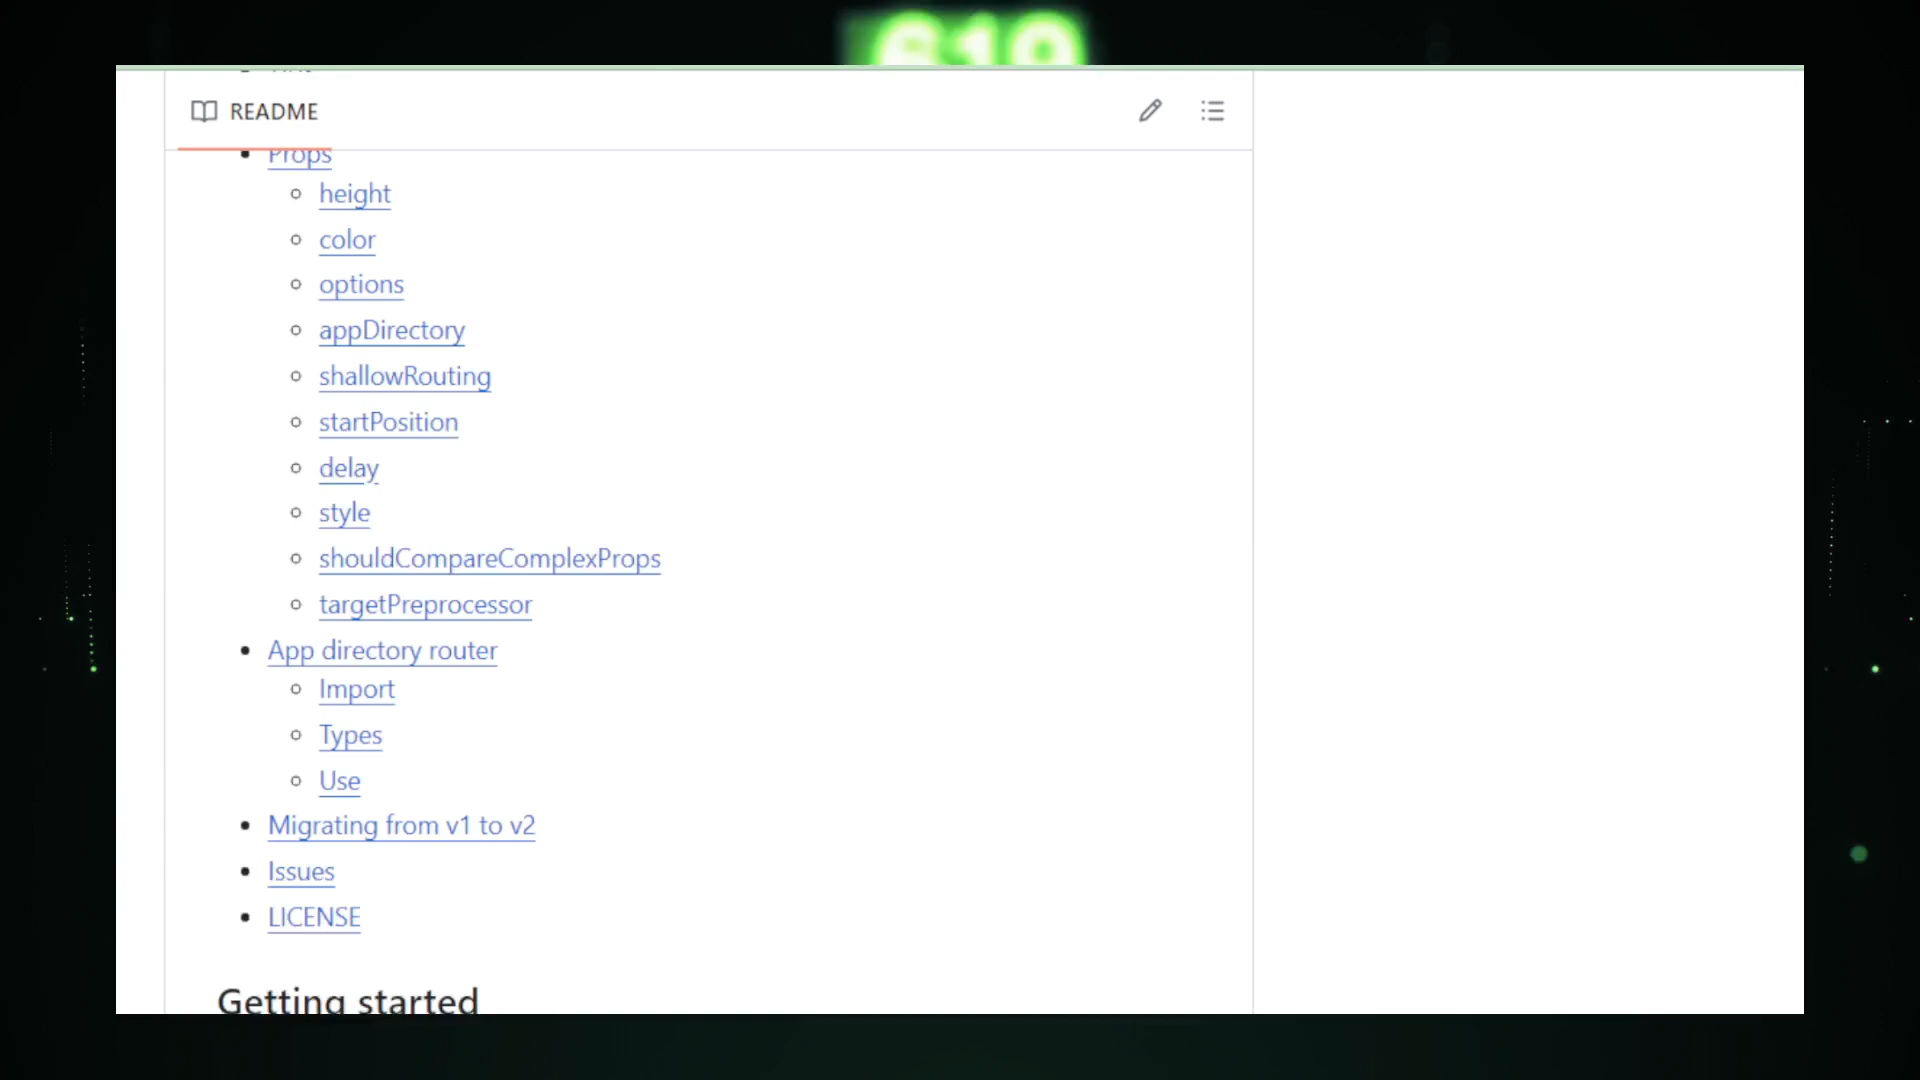 619
README
Props
height
color
options
appDirectory
shallowRouting
startPosition
delay
style
shouldCompareComplexProps
targetPreprocessor
App directory router
Import
Types
Use
Migrating from v1 to v2
Issues
LICENSE
Getting started